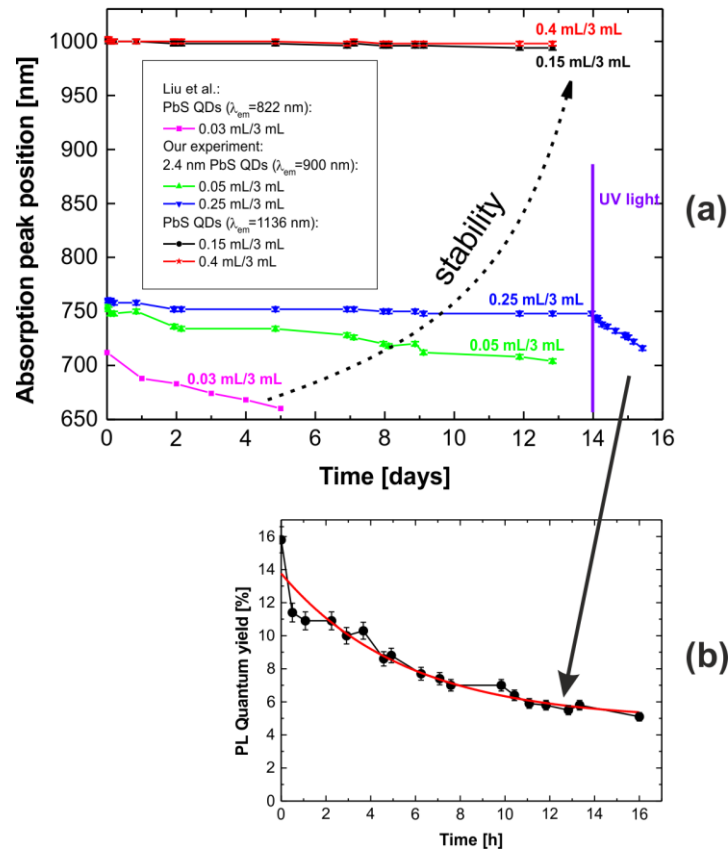 Absorption peak position [nm]
1000
950
900
850
800
750
700
650
0.4 mL/3 mL
0.15 mL/3 mL
Liu et al.:
PbS QDs (λ_em=822 nm):
0.03 mL/3 mL
Our experiment:
2.4 nm PbS QDs (λ_em=900 nm):
0.05 mL/3 mL
0.25 mL/3 mL
PbS QDs (λ_em=1136 nm):
0.15 mL/3 mL
0.4 mL/3 mL
stability
UV light
(a)
0.25 mL/3 mL
0.05 mL/3 mL
0.03 mL/3 mL
0 2 4 6 8 10 12 14 16
Time [days]
PL Quantum yield [%]
16
14
12
10
8
6
4
2
0
(b)
0 2 4 6 8 10 12 14 16
Time [h]